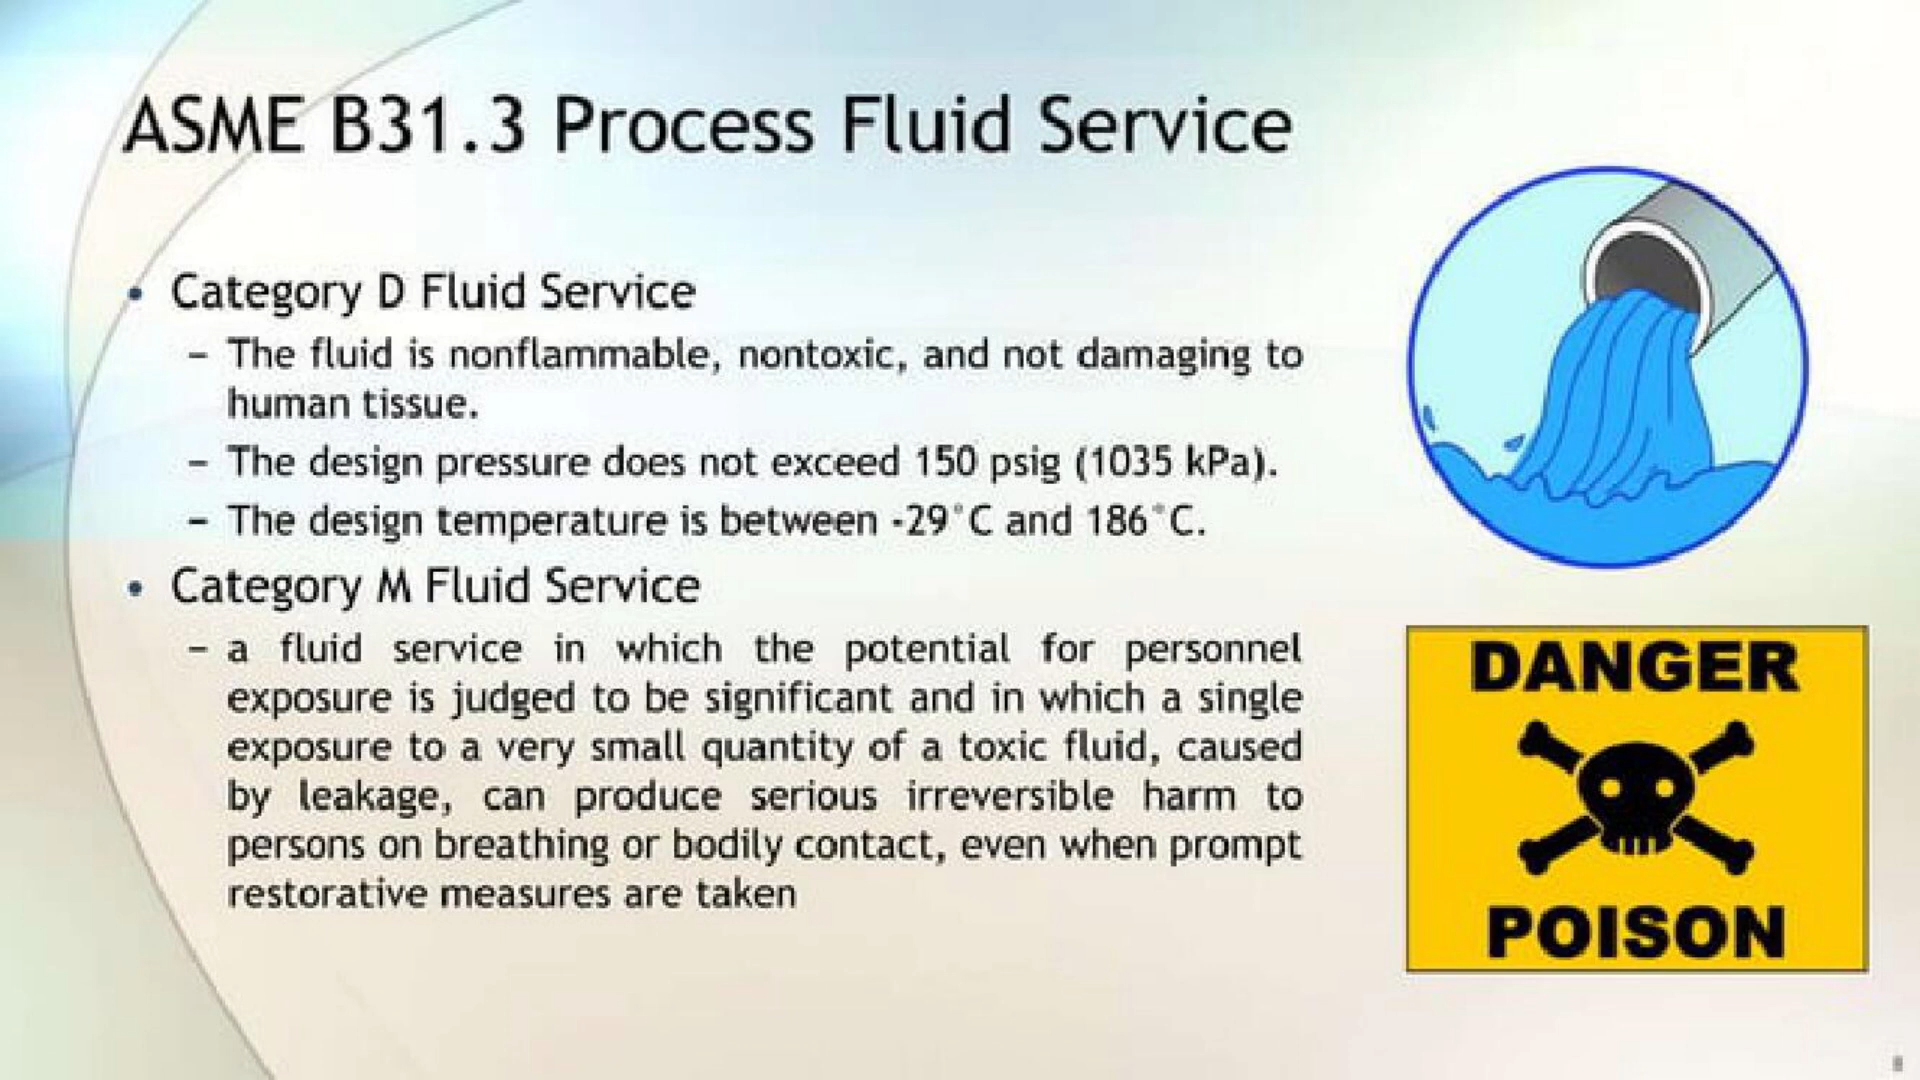 ASME B31.3 Process Fluid Service
• Category D Fluid Service
– The fluid is nonflammable, nontoxic, and not damaging to
human tissue.
– The design pressure does not exceed 150 psig (1035 kPa).
– The design temperature is between -29°C and 186°C.
• Category M Fluid Service
– a fluid service in which the potential for personnel
exposure is judged to be significant and in which a single
exposure to a very small quantity of a toxic fluid, caused
by leakage, can produce serious irreversible harm to
persons on breathing or bodily contact, even when prompt
restorative measures are taken
DANGER
POISON